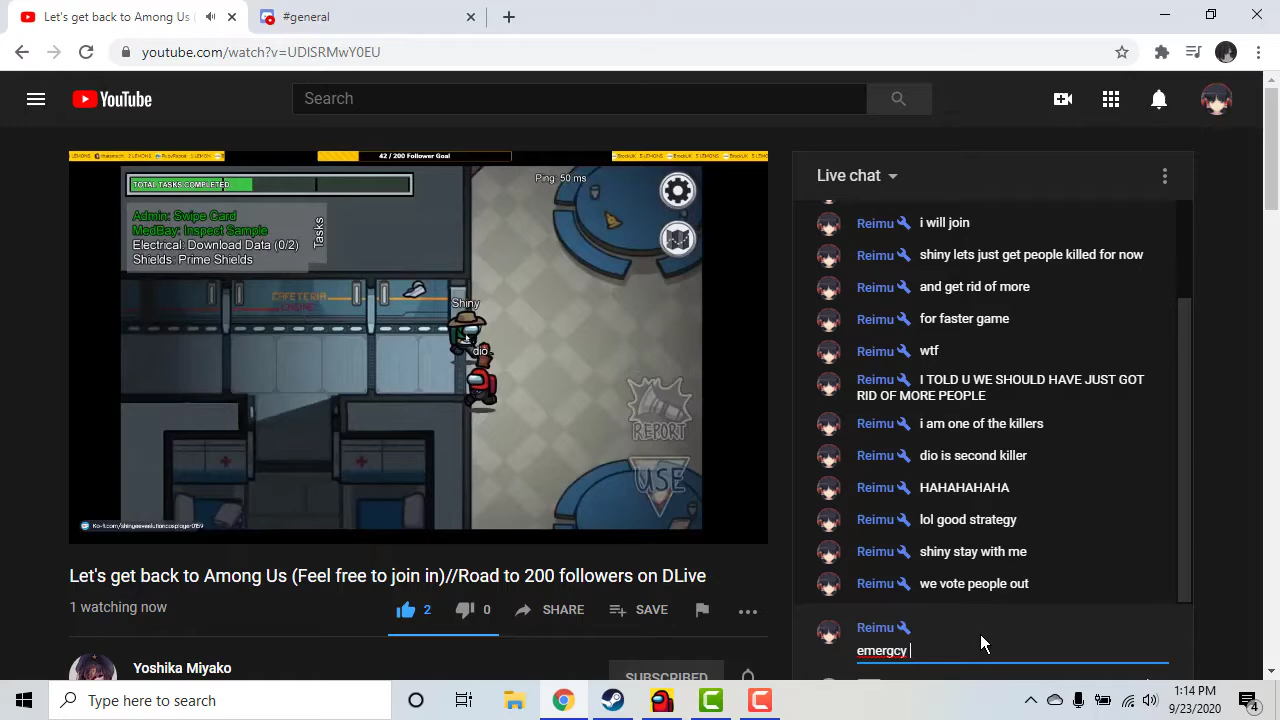 Let's get back to Among Us
#general
youtube.com/watch?v=UDlSRMwY0EU
YouTube
Search
42 / 200 Follower Goal
TOTAL TASKS COMPLETED
Ping: 50 ms
Admin: Swipe Card
MedBay: Inspect Sample
Electrical: Download Data (0/2)
Shields: Prime Shields
Tasks
CAFETERIA
Shiny
dio
REPORT
USE
Let's get back to Among Us (Feel free to join in)//Road to 200 followers on DLive
1 watching now
2
0
SHARE
SAVE
Yoshika Miyako
SUBSCRIBED
Live chat
Reimu i will join
Reimu shiny lets just get people killed for now
Reimu and get rid of more
Reimu for faster game
Reimu wtf
Reimu I TOLD U WE SHOULD HAVE JUST GOT
RID OF MORE PEOPLE
Reimu i am one of the killers
Reimu dio is second killer
Reimu HAHAHAHAHA
Reimu lol good strategy
Reimu shiny stay with me
Reimu we vote people out
Reimu
emergcy
Type here to search
1:14 PM
9/23/2020
4